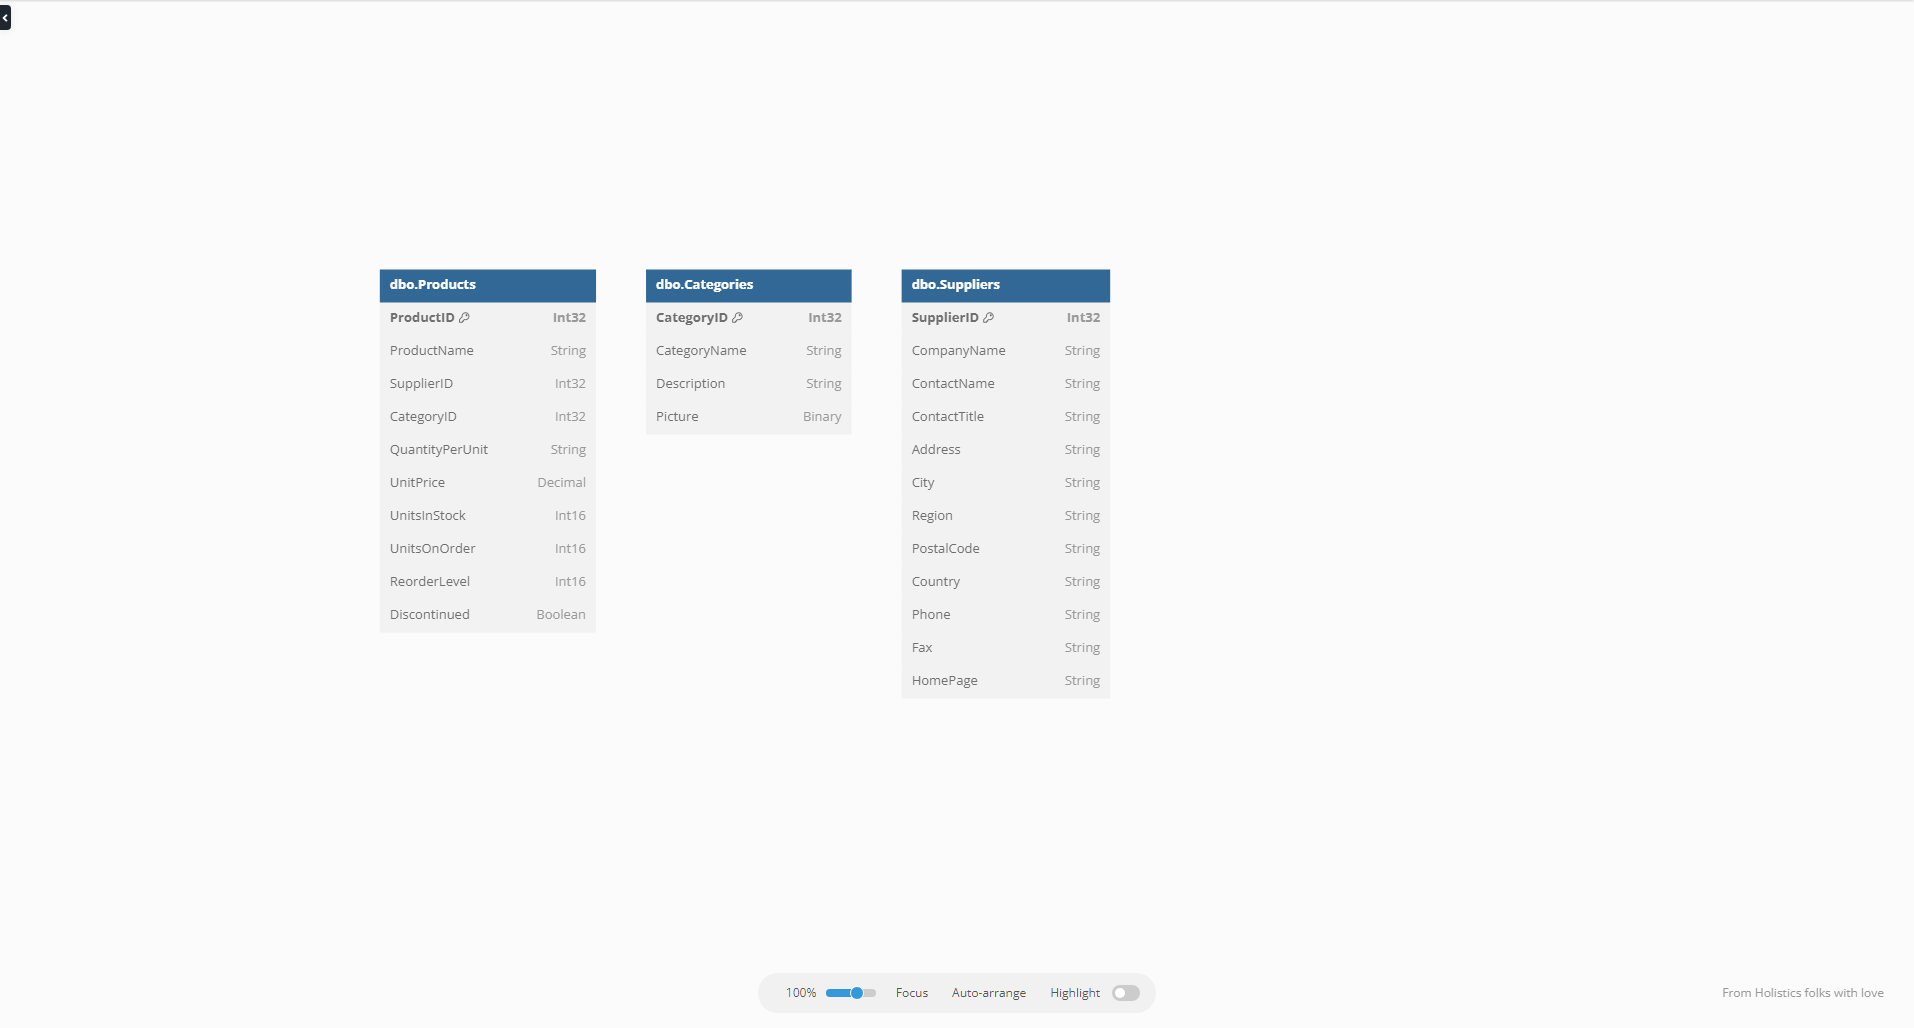 dbo.Products
ProductID Int32
ProductName String
SupplierID Int32
CategoryID Int32
QuantityPerUnit String
UnitPrice Decimal
UnitsInStock Int16
UnitsOnOrder Int16
ReorderLevel Int16
Discontinued Boolean
dbo.Categories
CategoryID Int32
CategoryName String
Description String
Picture Binary
dbo.Suppliers
SupplierID Int32
CompanyName String
ContactName String
ContactTitle String
Address String
City String
Region String
PostalCode String
Country String
Phone String
Fax String
HomePage String
100% Focus Auto-arrange Highlight
From Holistics folks with love